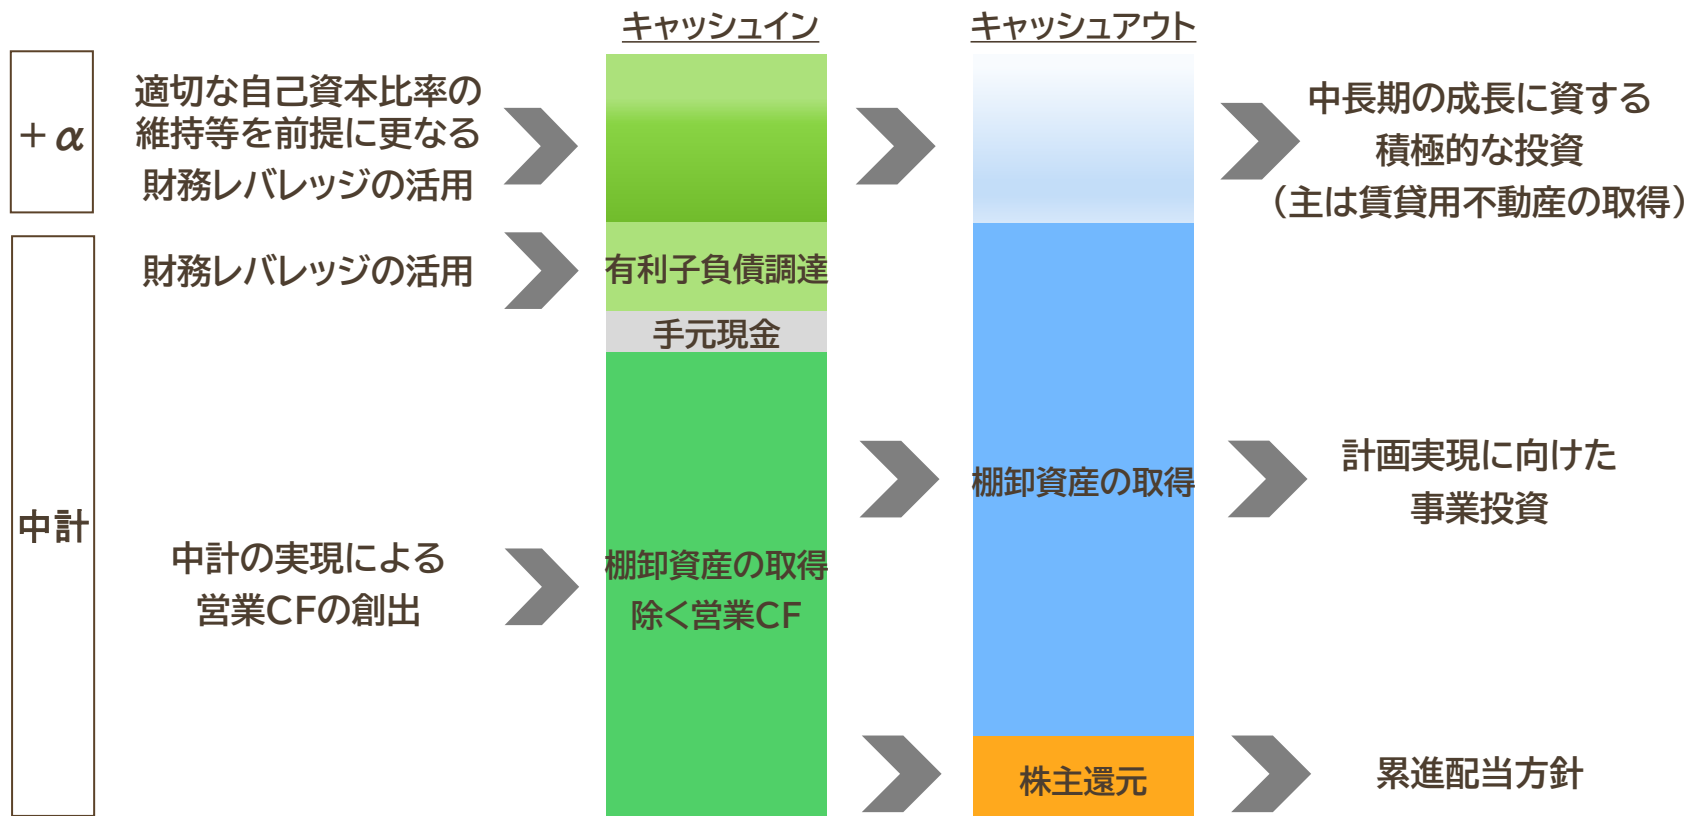 キャッシュイン
キャッシュアウト
＋α
適切な自己資本比率の
維持等を前提に更なる
財務レバレッジの活用
中長期の成長に資する
積極的な投資
（主は賃貸用不動産の取得）
中計
財務レバレッジの活用
有利子負債調達
手元現金
中計の実現による
営業CFの創出
棚卸資産の取得
除く営業CF
棚卸資産の取得
計画実現に向けた
事業投資
株主還元
累進配当方針